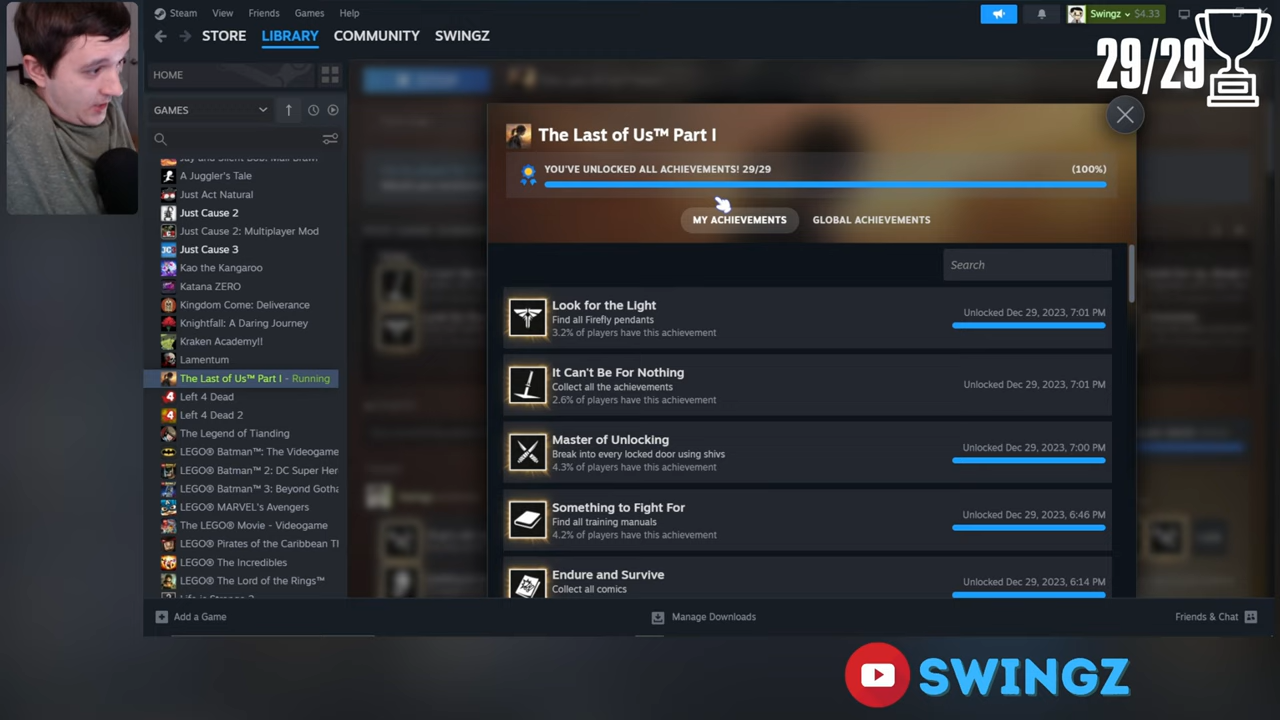 Steam View Friends Games Help
Swingz $4.33
STORE LIBRARY COMMUNITY SWINGZ
29/29
HOME
GAMES
A Juggler's Tale
Just Act Natural
Just Cause 2
Just Cause 2: Multiplayer Mod
Just Cause 3
Kao the Kangaroo
Katana ZERO
Kingdom Come: Deliverance
Knightfall: A Daring Journey
Kraken Academy!!
Lamentum
The Last of Us™ Part I - Running
Left 4 Dead
Left 4 Dead 2
The Legend of Tianding
LEGO® Batman™: The Videogame
LEGO® Batman™ 2: DC Super Her
LEGO® Batman™ 3: Beyond Gotha
LEGO® MARVEL's Avengers
The LEGO® Movie - Videogame
LEGO® Pirates of the Caribbean T
LEGO® The Incredibles
LEGO® The Lord of the Rings™
The Last of Us™ Part I
YOU'VE UNLOCKED ALL ACHIEVEMENTS! 29/29 (100%)
MY ACHIEVEMENTS GLOBAL ACHIEVEMENTS
Search
Look for the Light
Find all Firefly pendants
3.2% of players have this achievement
Unlocked Dec 29, 2023, 7:01 PM
It Can't Be For Nothing
Collect all the achievements
2.6% of players have this achievement
Unlocked Dec 29, 2023, 7:01 PM
Master of Unlocking
Break into every locked door using shivs
4.3% of players have this achievement
Unlocked Dec 29, 2023, 7:00 PM
Something to Fight For
Find all training manuals
4.2% of players have this achievement
Unlocked Dec 29, 2023, 6:46 PM
Endure and Survive
Collect all comics
Unlocked Dec 29, 2023, 6:14 PM
Add a Game
Manage Downloads
Friends & Chat
SWINGZ